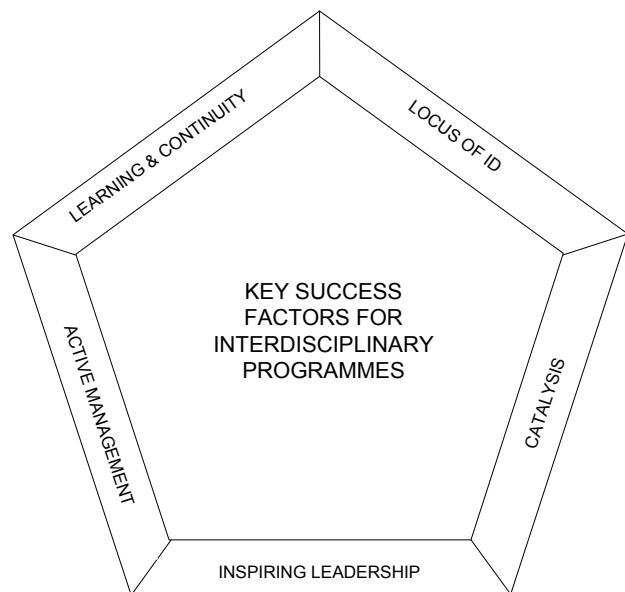 LEARNING & CONTINUITY
LOCUS OF ID
KEY SUCCESS
FACTORS FOR
INTERDISCIPLINARY
PROGRAMMES
ACTIVE MANAGEMENT
CATALYSIS
INSPIRING LEADERSHIP